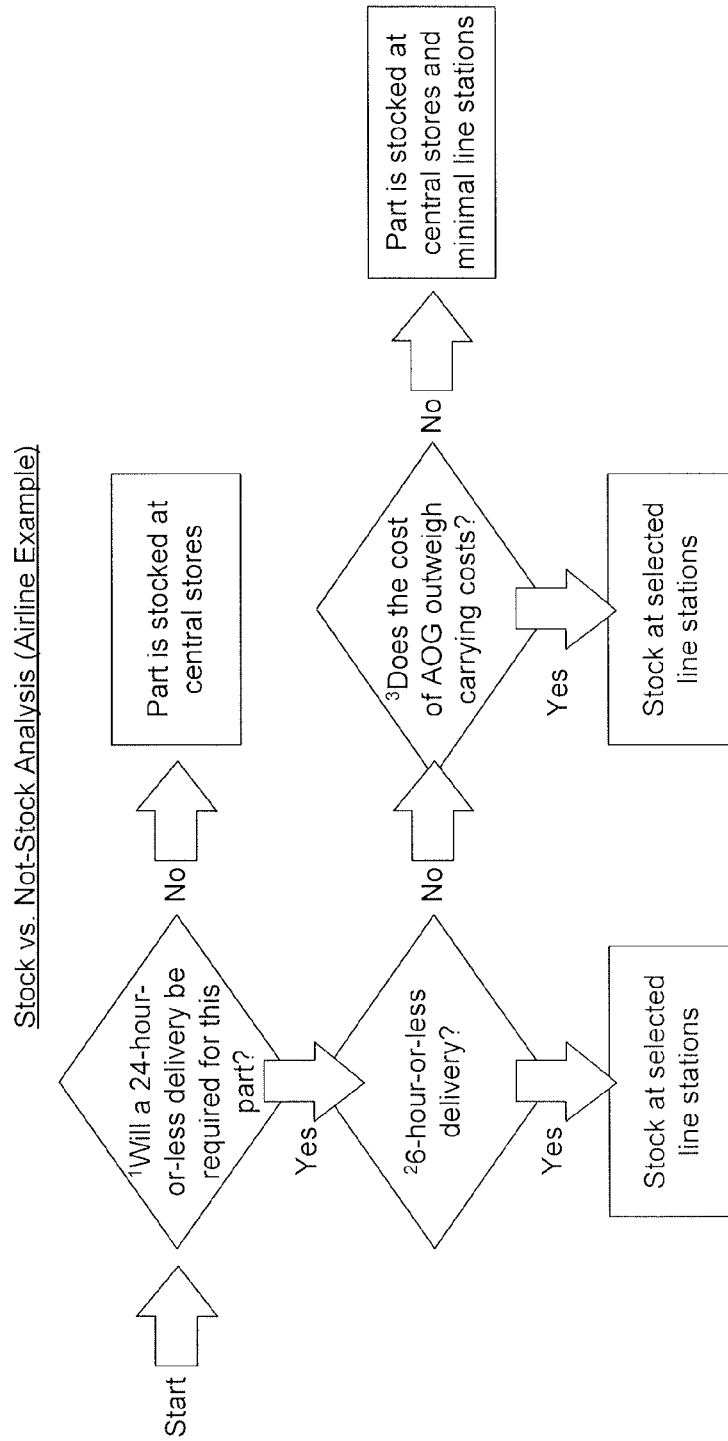 Stock vs. Not-Stock Analysis (Airline Example)
Start
¹Will a 24-hour-
or-less delivery be
required for this
part?
No
Part is stocked at
central stores
Yes
²6-hour-or-less
delivery?
No
³Does the cost
of AOG outweigh
carrying costs?
No
Part is stocked at
central stores and
minimal line stations
Yes
Stock at selected
line stations
Yes
Stock at selected
line stations